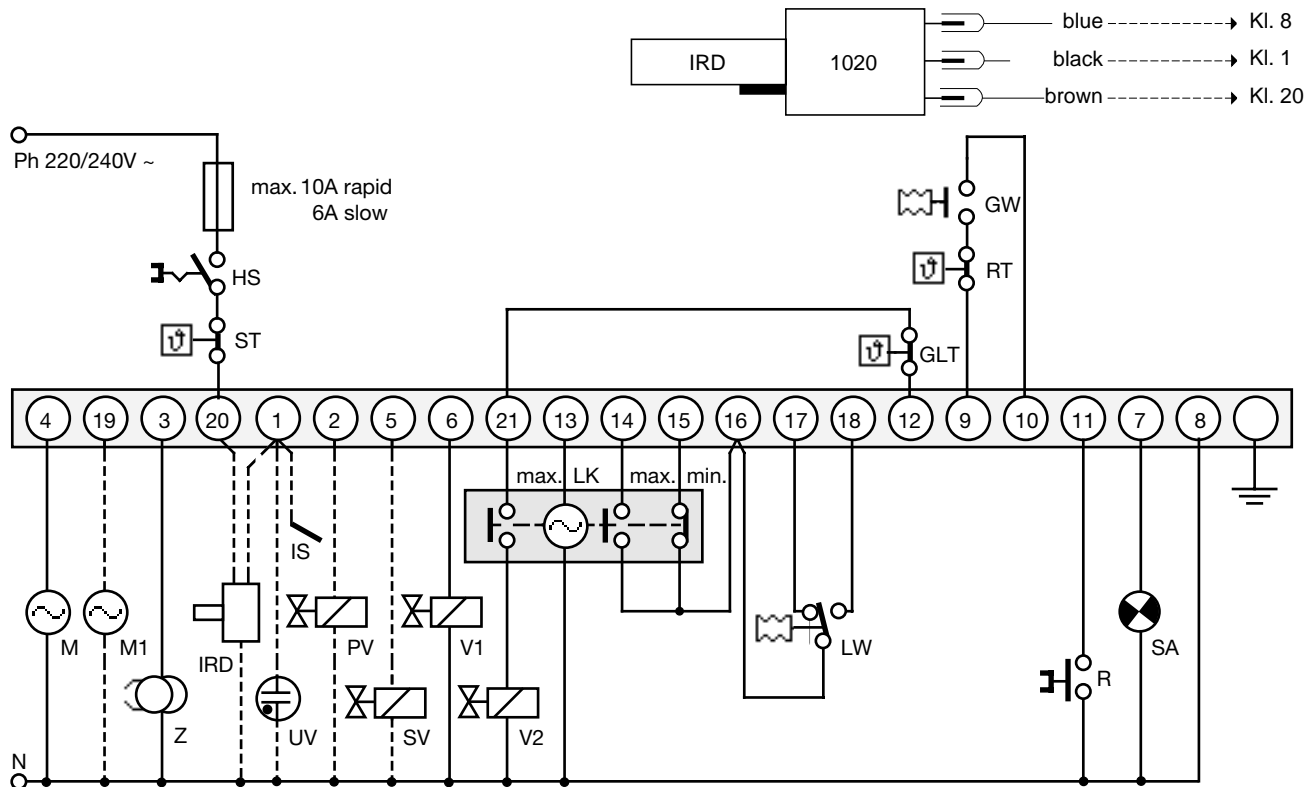 blue Kl. 8
IRD 1020 black Kl. 1
brown Kl. 20
Ph 220/240V ~
max. 10A rapid
6A slow
GW
HS
ϑ RT
ϑ ST
ϑ GLT
4 19 3 20 1 2 5 6 21 13 14 15 16 17 18 12 9 10 11 7 8
max. LK max. min.
IS
M M1 IRD PV V1 LW SA
R
Z UV SV V2
N